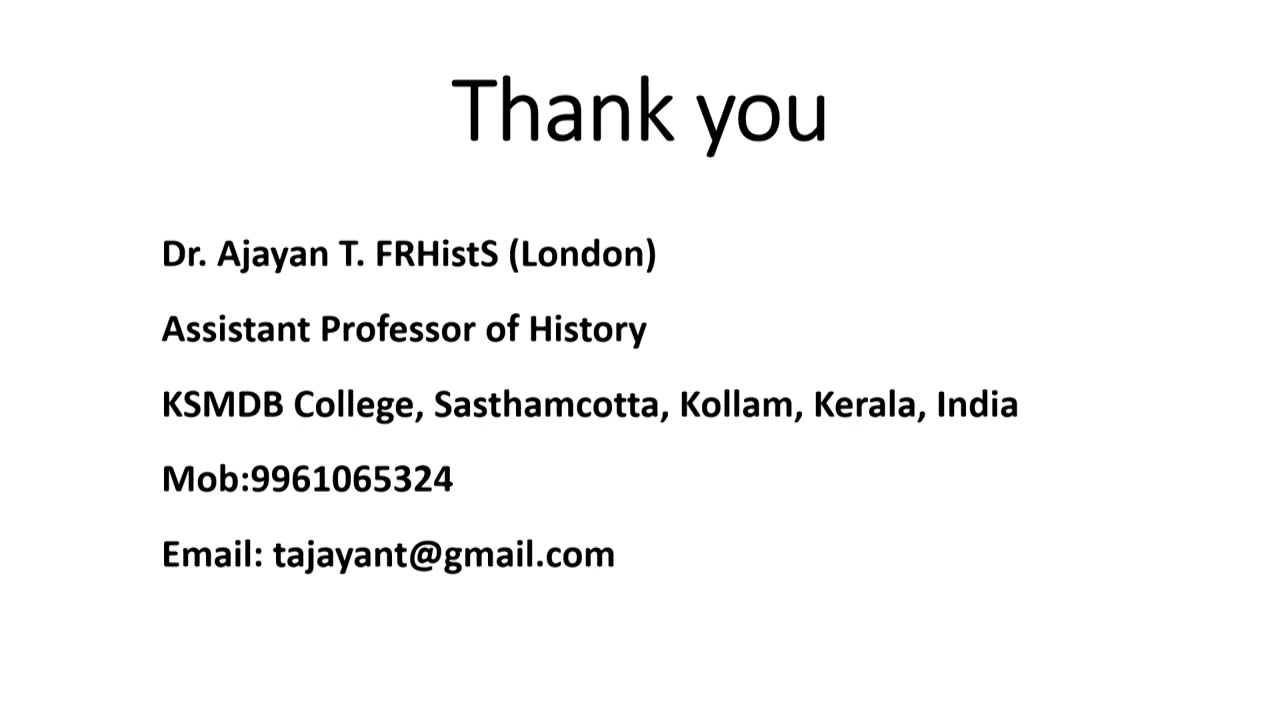 Thank you
Dr. Ajayan T. FRHistS (London)
Assistant Professor of History
KSMDB College, Sasthamcotta, Kollam, Kerala, India
Mob:9961065324
Email: tajayant@gmail.com